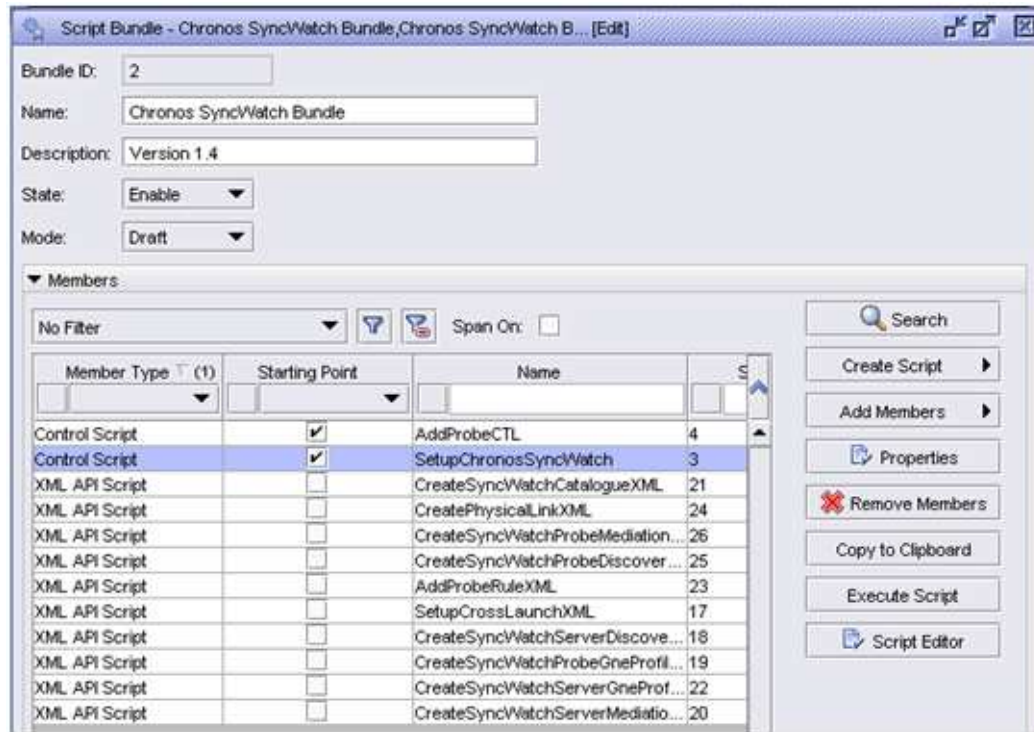 Script Bundle - Chronos SyncWatch Bundle,Chronos SyncWatch B... [Edit]
Bundle ID: 2
Name: Chronos SyncWatch Bundle
Description: Version 1.4
State: Enable
Mode: Draft
Members
No Filter Span On: Search
Member Type (1) Starting Point Name S Create Script
Add Members
Control Script AddProbeCTL 4
Control Script SetupChronosSyncWatch 3 Properties
XML API Script CreateSyncWatchCatalogueXML 21
XML API Script CreatePhysicalLinkXML 24 Remove Members
XML API Script CreateSyncWatchProbeMediation... 26
XML API Script CreateSyncWatchProbeDiscover... 25 Copy to Clipboard
XML API Script AddProbeRuleXML 23
XML API Script SetupCrossLaunchXML 17 Execute Script
XML API Script CreateSyncWatchServerDiscove... 18
XML API Script CreateSyncWatchProbeGneProfil... 19 Script Editor
XML API Script CreateSyncWatchServerGneProf... 22
XML API Script CreateSyncWatchServerMediatio... 20